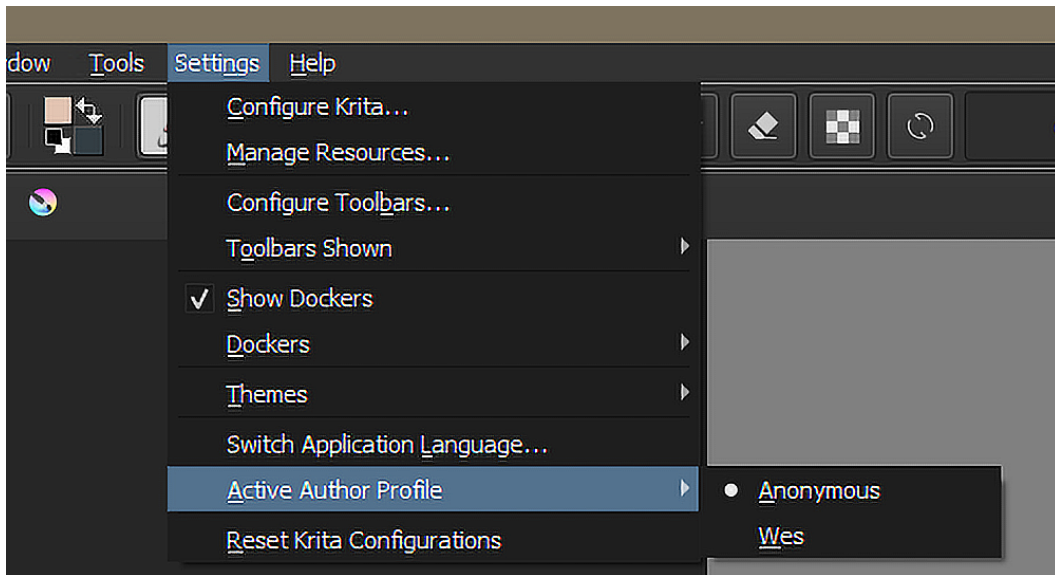 dow Tools Settings Help
Configure Krita...
Manage Resources...
Configure Toolbars...
Toolbars Shown
Show Dockers
Dockers
Themes
Switch Application Language...
Active Author Profile
Anonymous
Reset Krita Configurations
Wes